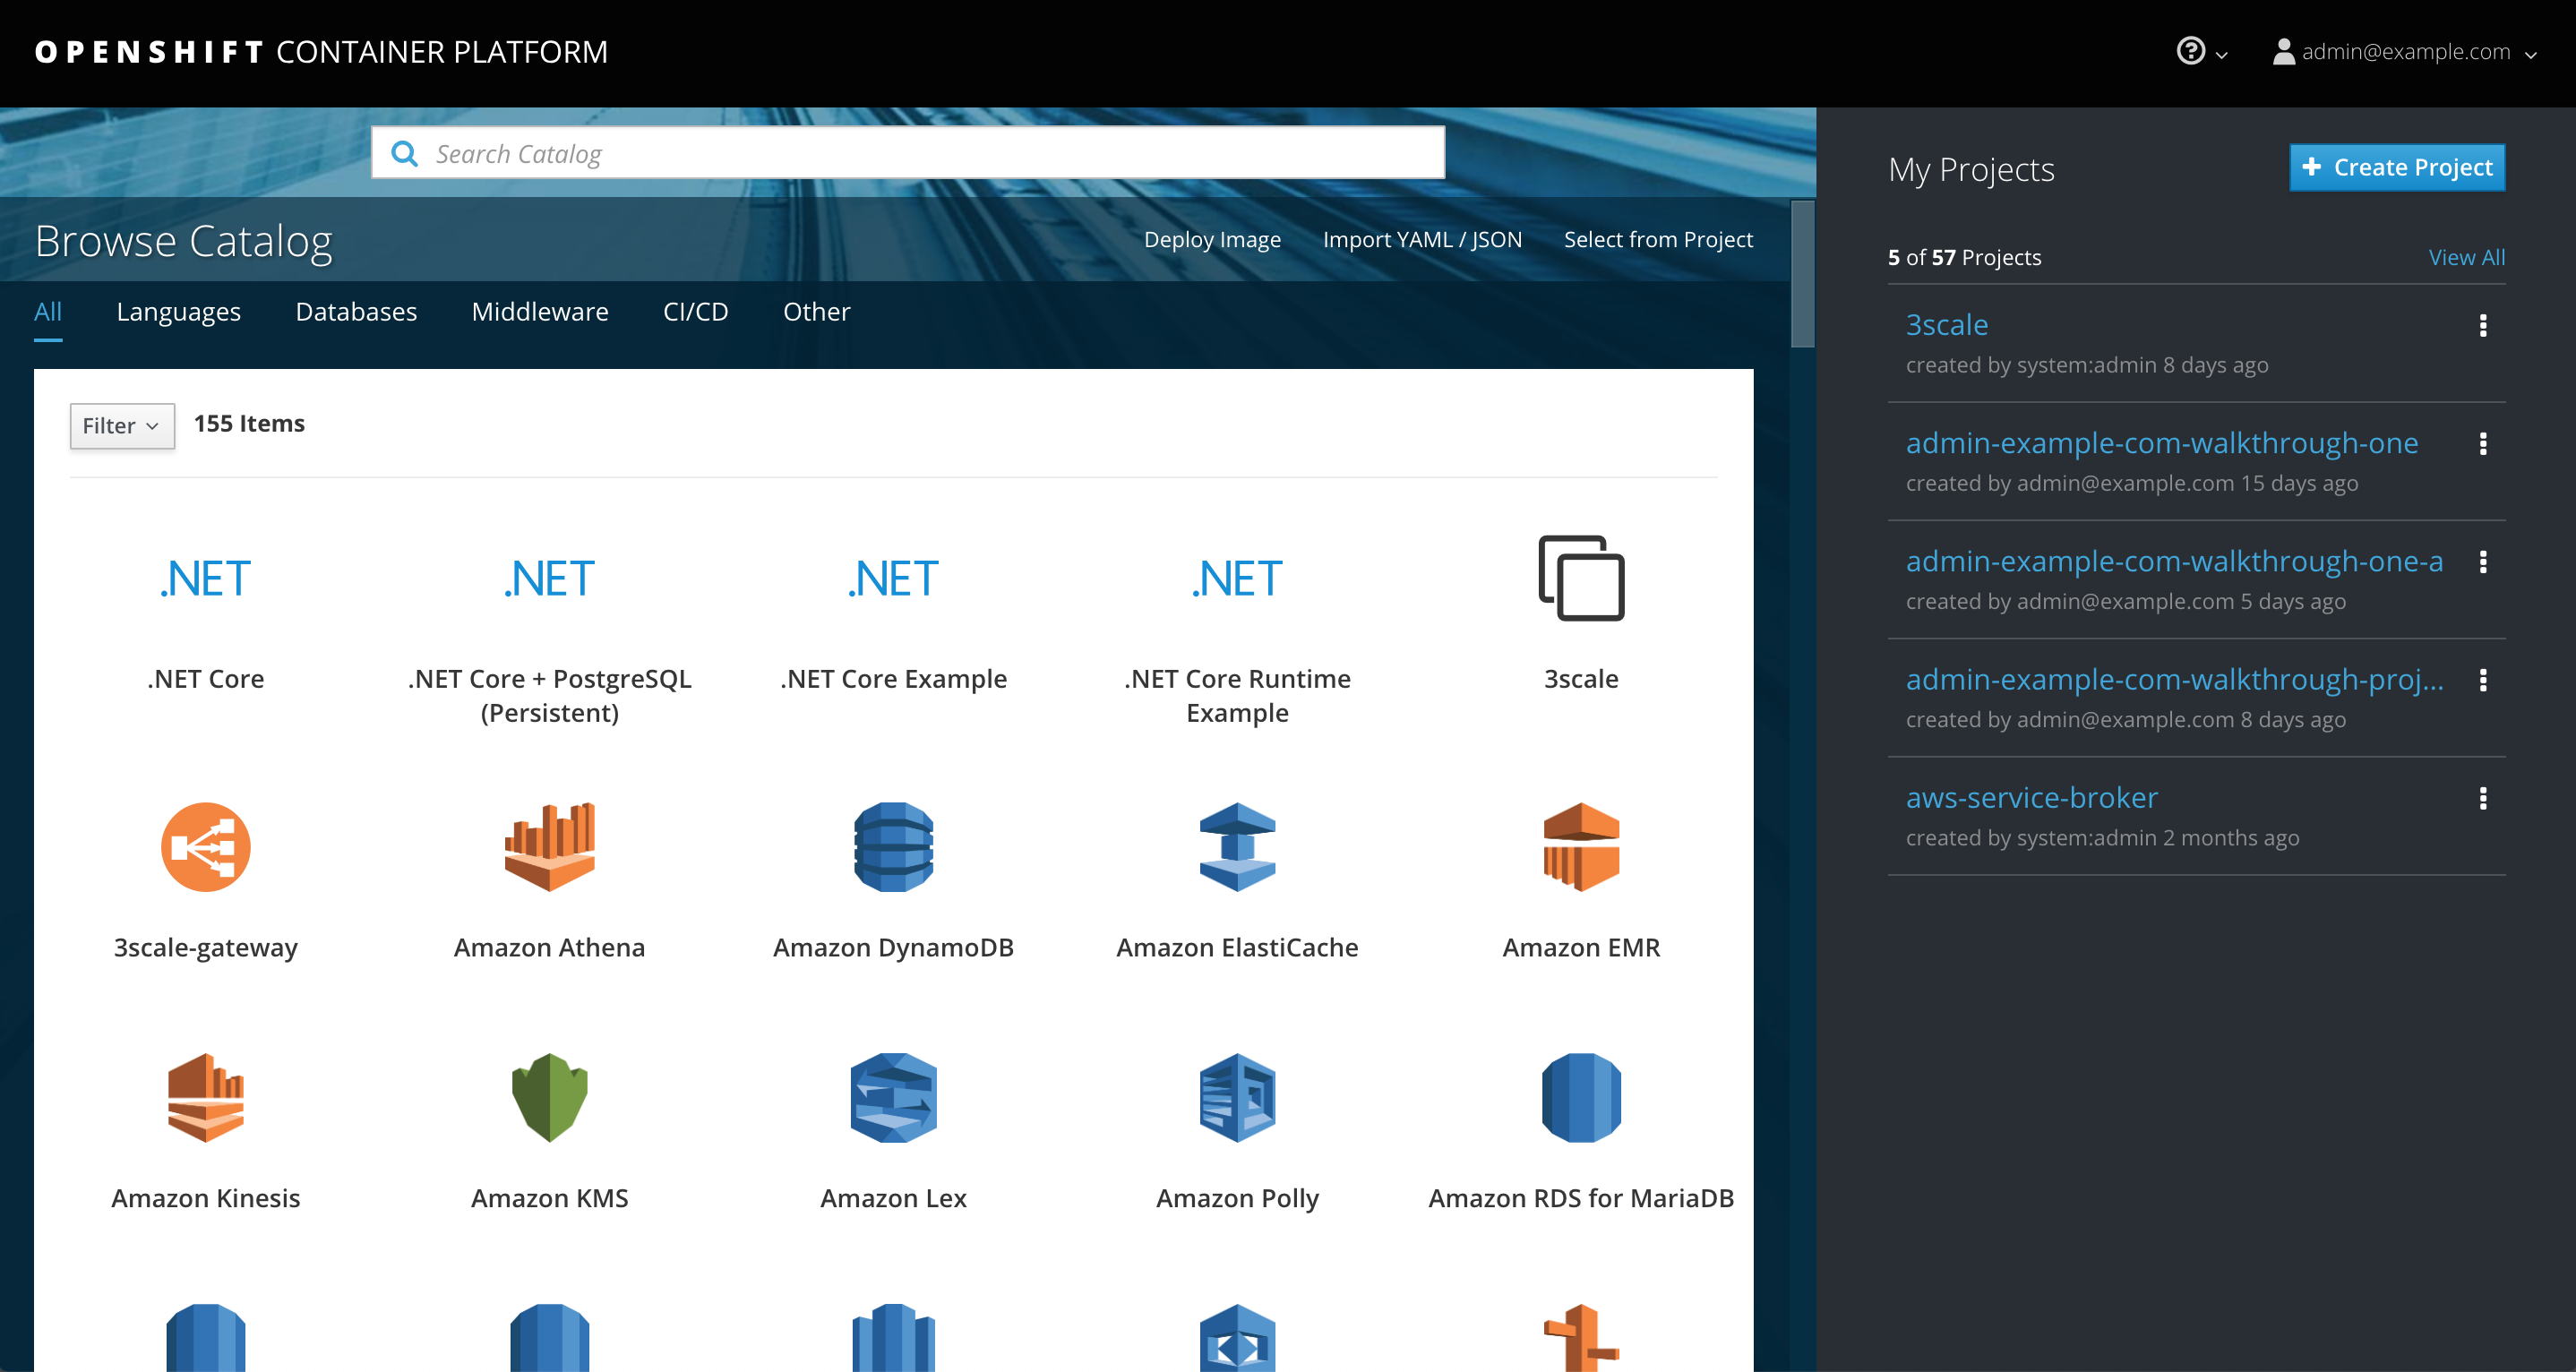 OPENSHIFT CONTAINER PLATFORM
admin@example.com
Search Catalog
Browse Catalog
Deploy Image
Import YAML / JSON
Select from Project
All
Languages
Databases
Middleware
CI/CD
Other
Filter
155 Items
.NET
.NET
.NET
.NET
.NET Core
.NET Core + PostgreSQL
(Persistent)
.NET Core Example
.NET Core Runtime
Example
3scale
3scale-gateway
Amazon Athena
Amazon DynamoDB
Amazon ElastiCache
Amazon EMR
Amazon Kinesis
Amazon KMS
Amazon Lex
Amazon Polly
Amazon RDS for MariaDB
My Projects
Create Project
5 of 57 Projects
View All
3scale
created by system:admin 8 days ago
admin-example-com-walkthrough-one
created by admin@example.com 15 days ago
admin-example-com-walkthrough-one-a
created by admin@example.com 5 days ago
admin-example-com-walkthrough-proj...
created by admin@example.com 8 days ago
aws-service-broker
created by system:admin 2 months ago